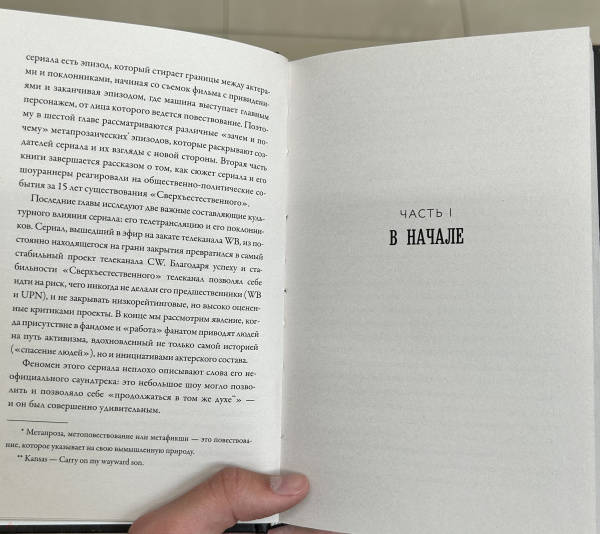 сериала есть эпизод, который стирает границы между актера-
ми и поклонниками, начиная со съемок фильма с привидени-
ями и заканчивая эпизодом, где машина выступает главным
персонажем, от лица которого ведется повествование. Поэто-
му в шестой главе рассматриваются различные «зачем и по-
чему» метапрозаических* эпизодов, которые раскрывают соз-
дателей сериала и их взгляды с новой стороны. Вторая часть
книги завершается рассказом о том, как сюжет сериала и его
шоураннеры реагировали на общественно-политические со-
бытия за 15 лет существования «Сверхъестественного».
Последние главы исследуют две важные составляющие куль-
турного влияния сериала: его телетрансляцию и его поклонни-
ков. Сериал, вышедший в эфир на закате телеканала WB, из по-
стоянно находящегося на грани закрытия превратился в самый
стабильный проект телеканала CW. Благодаря успеху и ста-
бильности «Сверхъестественного» телеканал позволял себе
идти на риск, чего никогда не делали его предшественники (WB
и UPN), и не закрывать низкорейтинговые, но высоко оценен-
ные критиками проекты. В конце мы рассмотрим явление, ког-
да присутствие в фандоме и «работа» фанатом приводят людей
на путь активизма, вдохновленный не только самой историей
(«спасение людей»), но и инициативами актерского состава.
Феномен этого сериала неплохо описывают слова его не-
официального саундтрека: это небольшое шоу могло позво-
лить и позволяло себе «продолжаться в том же духе**» —
и он был совершенно удивительным.
* Метапроза, метаповествование или метафикшн — это повествова-
ние, которое указывает на свою вымышленную природу.
** Kansas — Carry on my wayward son.
ЧАСТЬ I
В НАЧАЛЕ